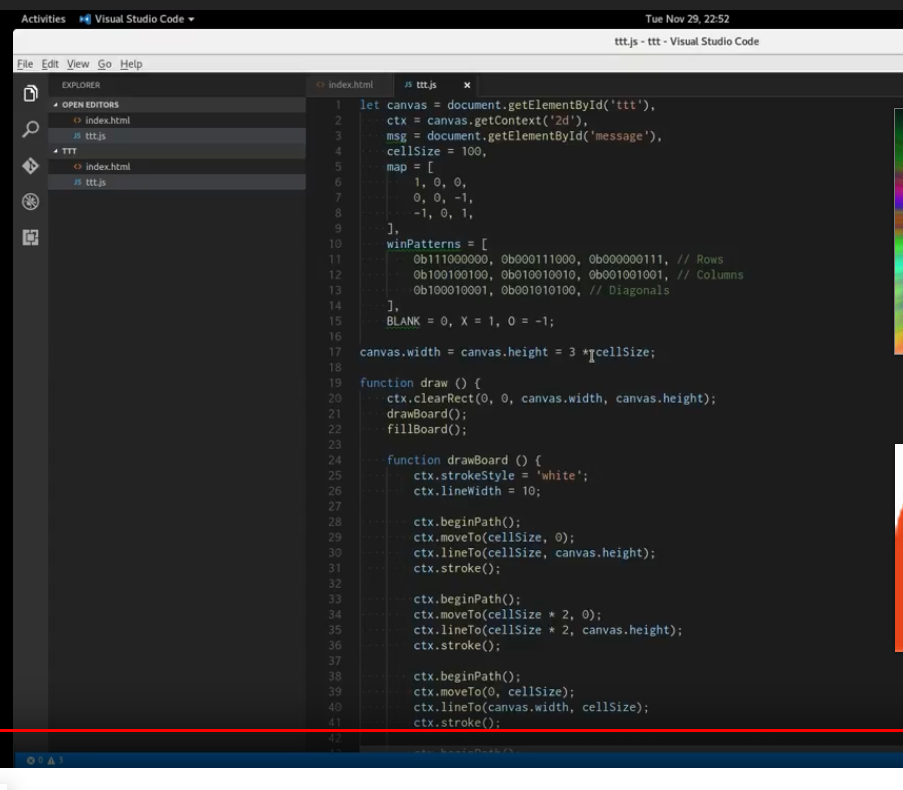 Activities Visual Studio Code Tue Nov 29, 22:52
ttt.js - ttt - Visual Studio Code
File Edit View Go Help
EXPLORER
OPEN EDITORS
index.html
JS ttt.js
TTT
index.html
JS ttt.js
index.html JS ttt.js ×
1 let canvas = document.getElementById('ttt'),
2 ctx = canvas.getContext('2d'),
3 msg = document.getElementById('message'),
4 cellSize = 100,
5 map = [
6 1, 0, 0,
7 0, 0, -1,
8 -1, 0, 1,
9 ],
10 winPatterns = [
11 0b111000000, 0b000111000, 0b000000111, // Rows
12 0b100100100, 0b010010010, 0b001001001, // Columns
13 0b100010001, 0b001010100, // Diagonals
14 ],
15 BLANK = 0, X = 1, O = -1;
16
17 canvas.width = canvas.height = 3 * cellSize;
18
19 function draw () {
20 ctx.clearRect(0, 0, canvas.width, canvas.height);
21 drawBoard();
22 fillBoard();
23
24 function drawBoard () {
25 ctx.strokeStyle = 'white';
26 ctx.lineWidth = 10;
27
28 ctx.beginPath();
29 ctx.moveTo(cellSize, 0);
30 ctx.lineTo(cellSize, canvas.height);
31 ctx.stroke();
32
33 ctx.beginPath();
34 ctx.moveTo(cellSize * 2, 0);
35 ctx.lineTo(cellSize * 2, canvas.height);
36 ctx.stroke();
37
38 ctx.beginPath();
39 ctx.moveTo(0, cellSize);
40 ctx.lineTo(canvas.width, cellSize);
41 ctx.stroke();
42
ctx.beginPath();
0 3